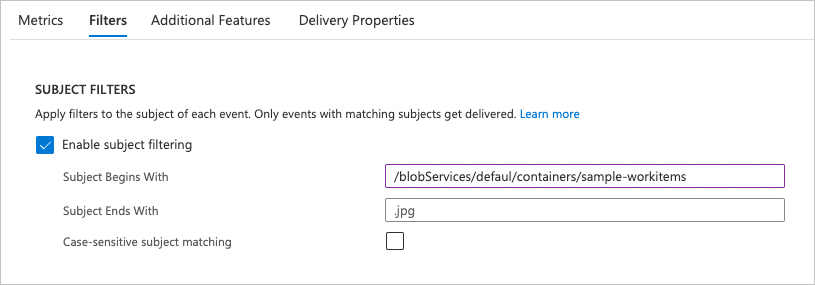 Metrics Filters Additional Features Delivery Properties
SUBJECT FILTERS
Apply filters to the subject of each event. Only events with matching subjects get delivered. Learn more
Enable subject filtering
Subject Begins With /blobServices/defaul/containers/sample-workitems
Subject Ends With .jpg
Case-sensitive subject matching